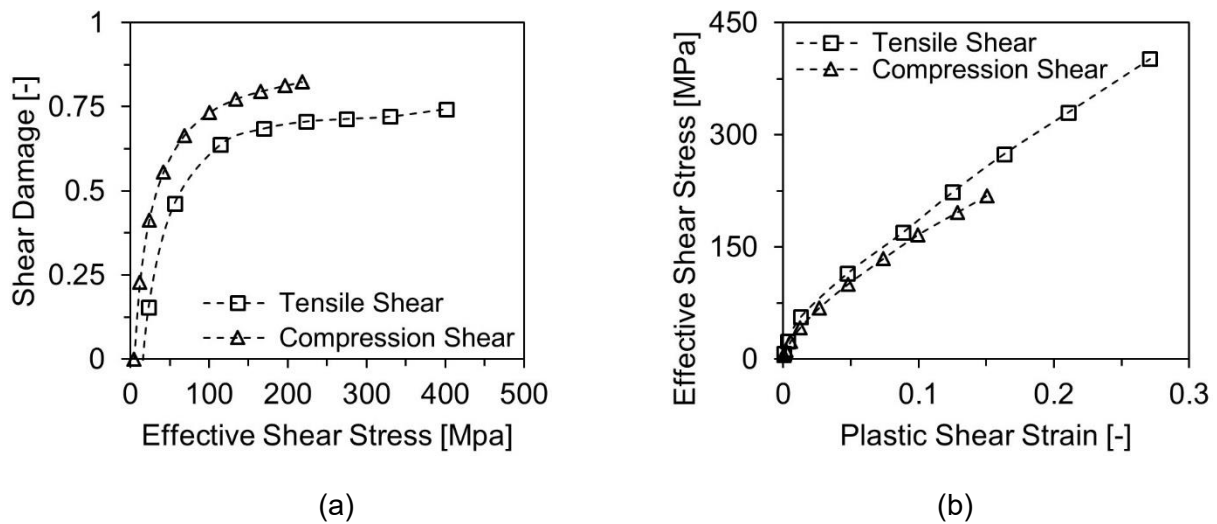 1
0.75
0.5
0.25
0
Shear Damage [-]
Tensile Shear
Compression Shear
0 100 200 300 400 500
Effective Shear Stress [Mpa]
(a)
450
300
150
0
Effective Shear Stress [MPa]
Tensile Shear
Compression Shear
0 0.1 0.2 0.3
Plastic Shear Strain [-]
(b)